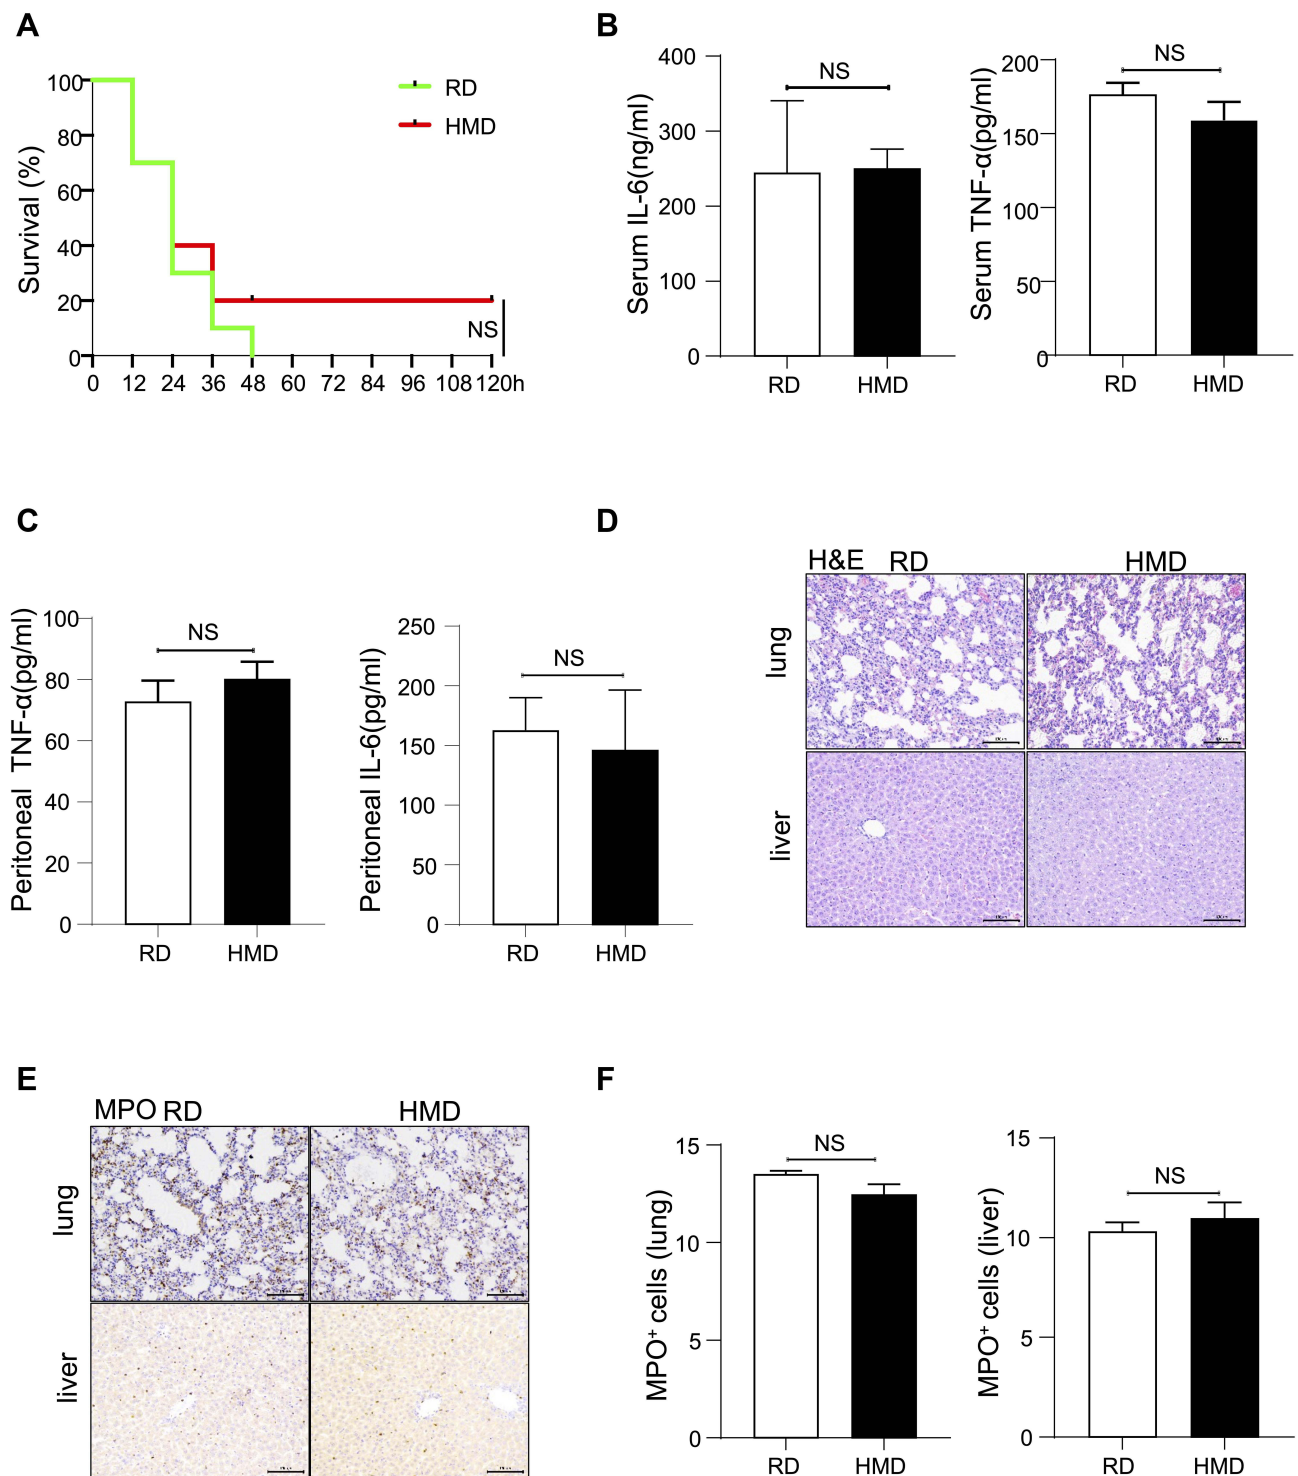 A
Survival (%)
100
80
60
40
20
0
0 12 24 36 48 60 72 84 96 108 120h
RD
HMD
NS
B
Serum IL-6(ng/ml)
400
300
200
100
0
NS
RD HMD
Serum TNF-α(pg/ml)
200
150
100
50
0
NS
RD HMD
C
Peritoneal TNF-α(pg/ml)
100
80
60
40
20
0
NS
RD HMD
Peritoneal IL-6(pg/ml)
250
200
150
100
50
0
NS
RD HMD
D
H&E RD HMD
lung
liver
E
MPO RD HMD
lung
liver
F
MPO⁺ cells (lung)
15
10
5
0
NS
RD HMD
MPO⁺ cells (liver)
15
10
5
0
NS
RD HMD